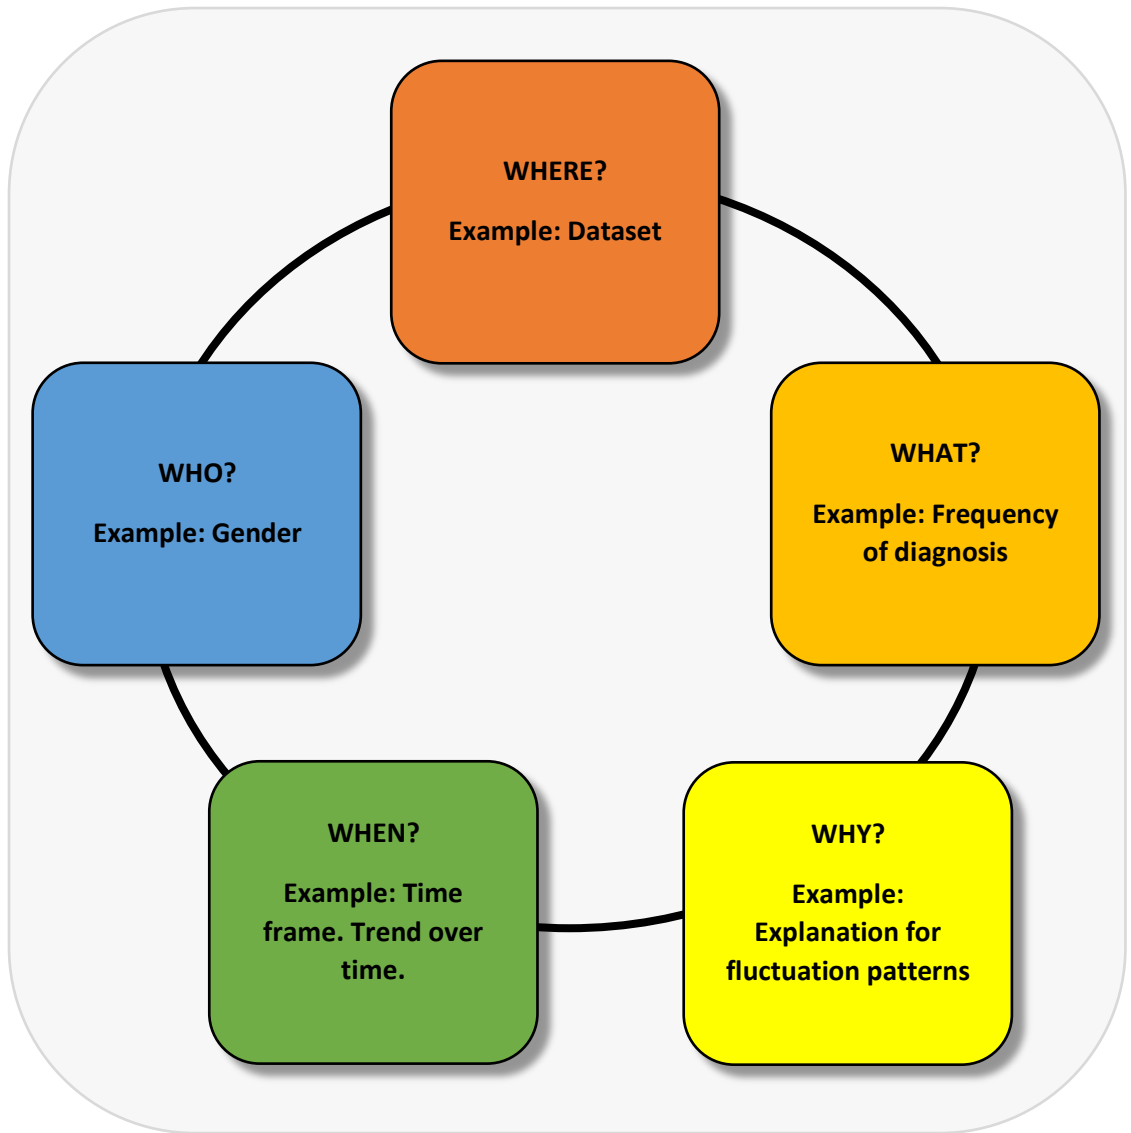 WHERE?
Example: Dataset
WHO?
Example: Gender
WHAT?
Example: Frequency
of diagnosis
WHEN?
Example: Time
frame. Trend over
time.
WHY?
Example:
Explanation for
fluctuation patterns